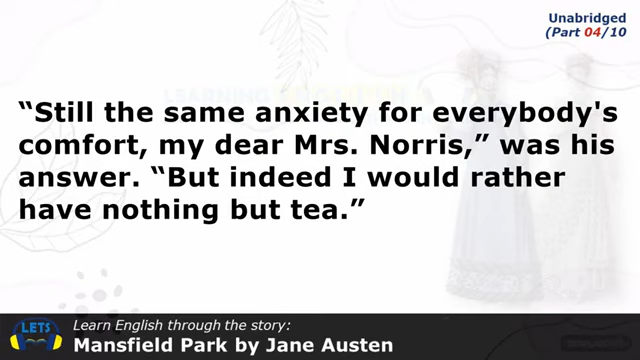 Unabridged
(Part 04/10
“Still the same anxiety for everybody's
comfort, my dear Mrs. Norris,” was his
answer. “But indeed I would rather
have nothing but tea.”
LETS
Learn English through the story:
Mansfield Park by Jane Austen